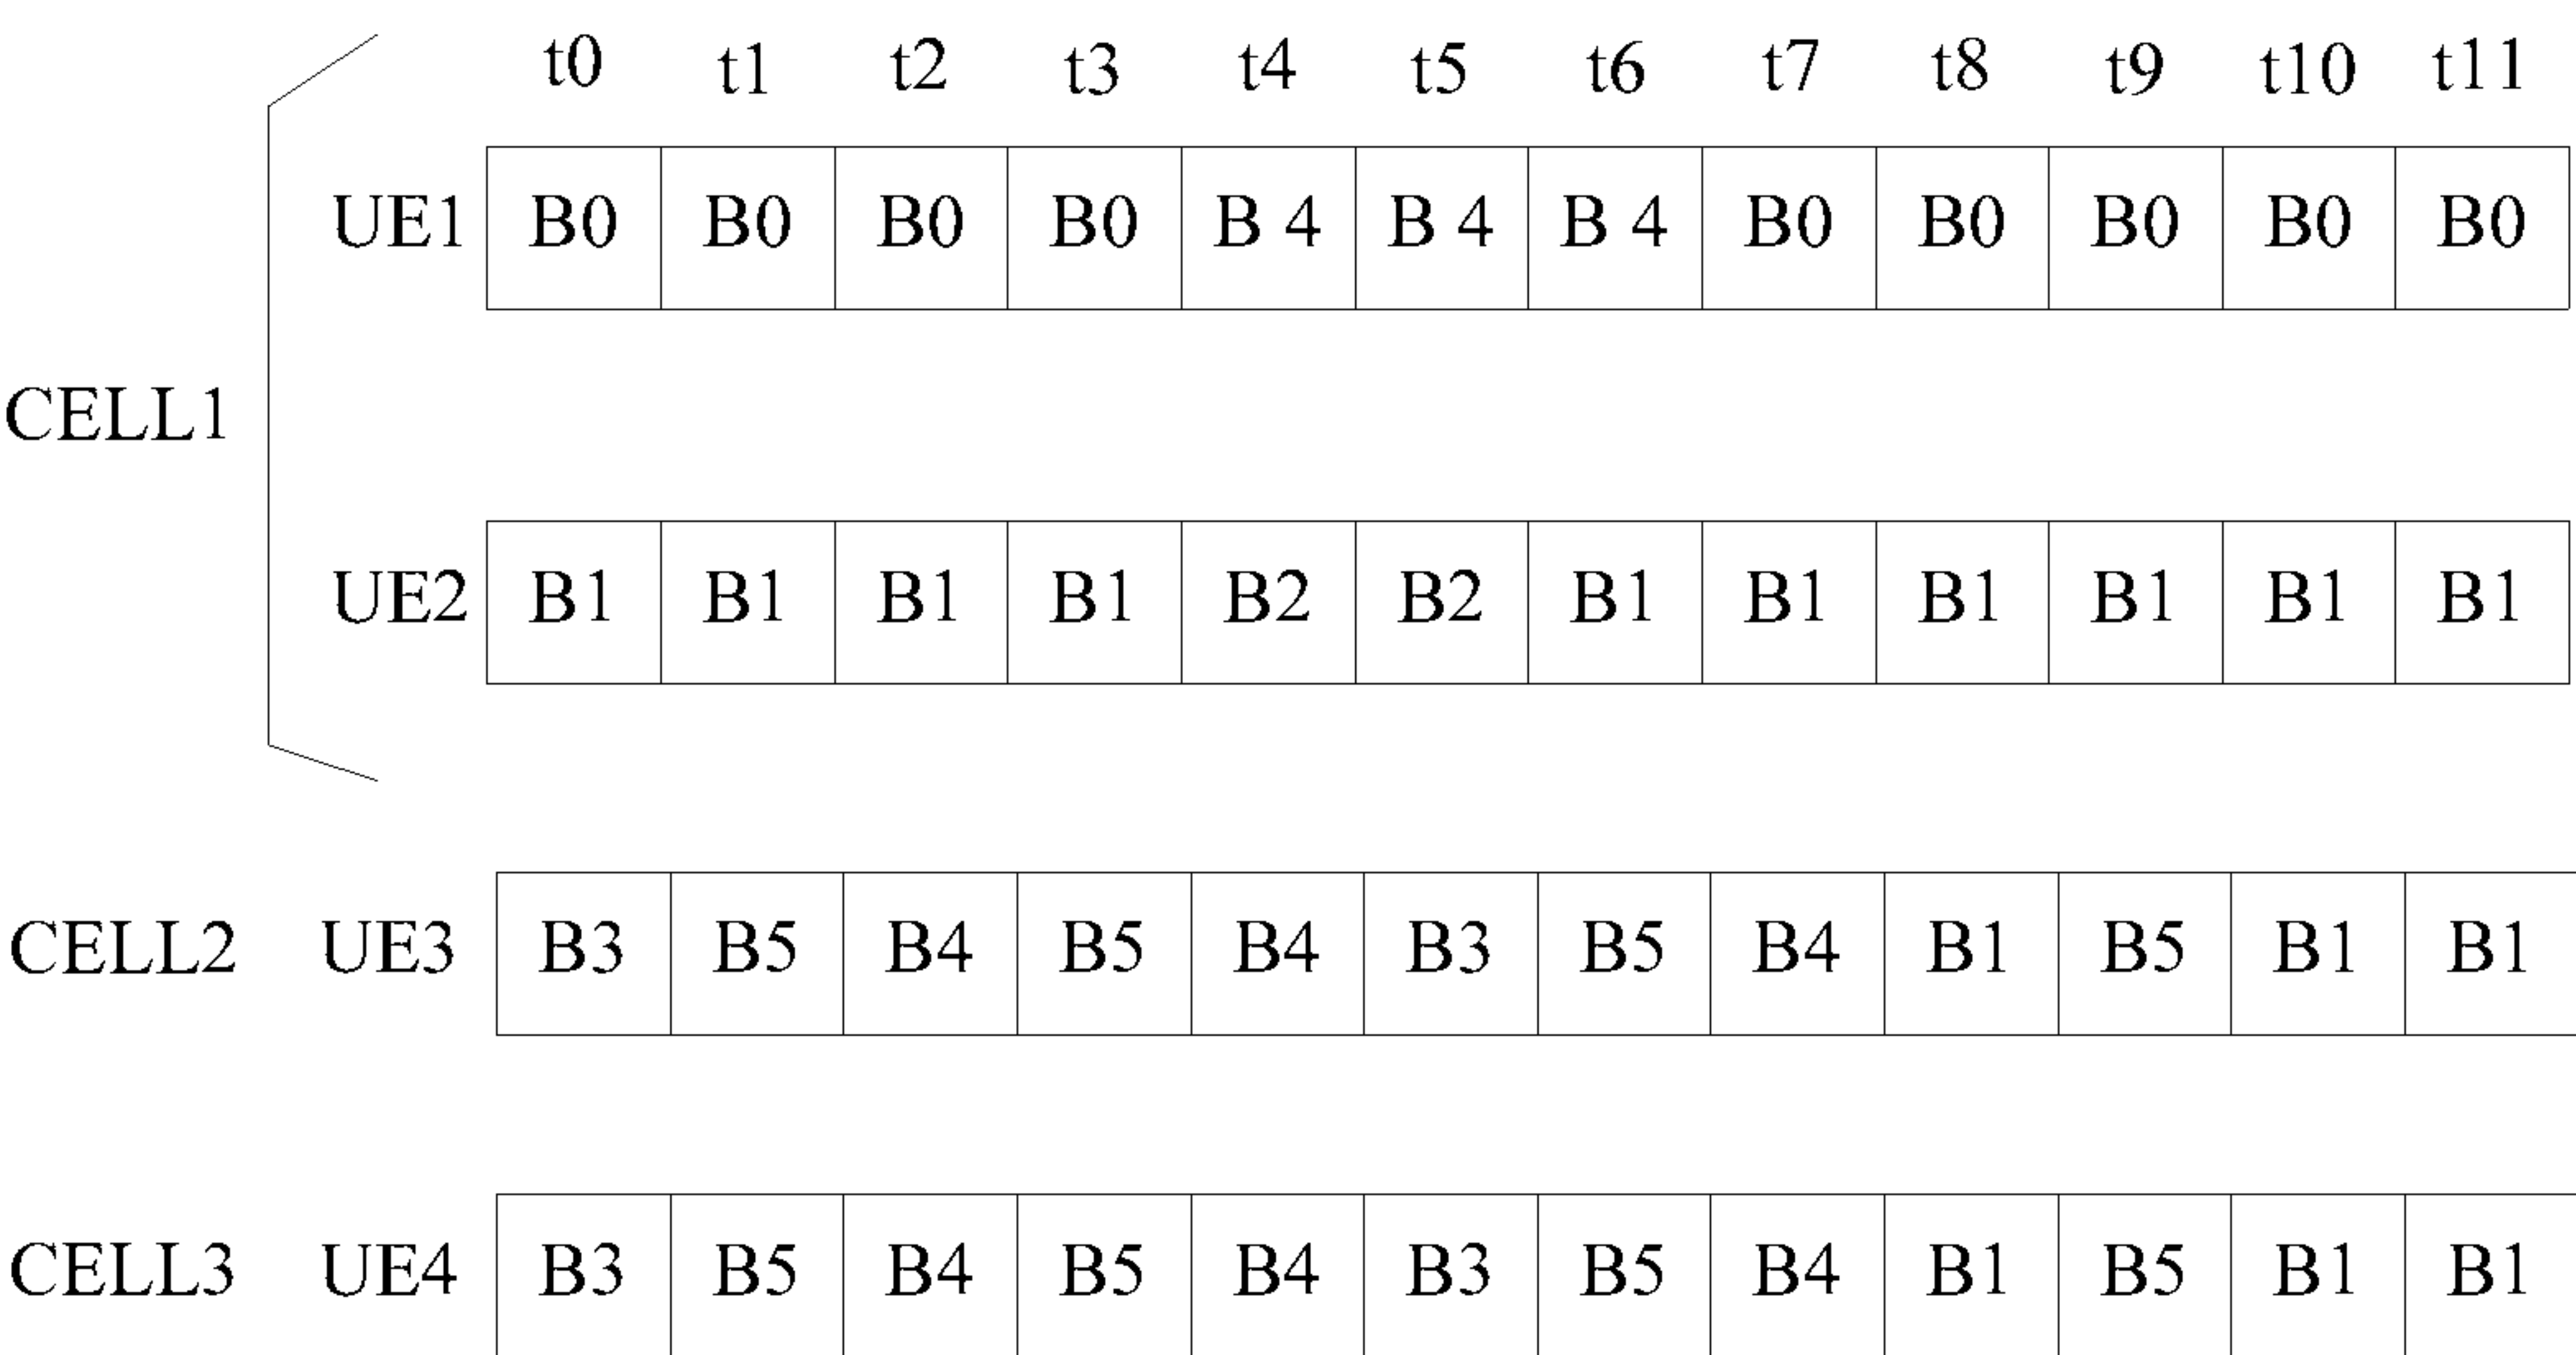 t0 t1 t2 t3 t4 t5 t6 t7 t8 t9 t10 t11
UE1 B0 B0 B0 B0 B 4 B 4 B 4 B0 B0 B0 B0 B0
CELL1
UE2 B1 B1 B1 B1 B2 B2 B1 B1 B1 B1 B1 B1
CELL2 UE3 B3 B5 B4 B5 B4 B3 B5 B4 B1 B5 B1 B1
CELL3 UE4 B3 B5 B4 B5 B4 B3 B5 B4 B1 B5 B1 B1